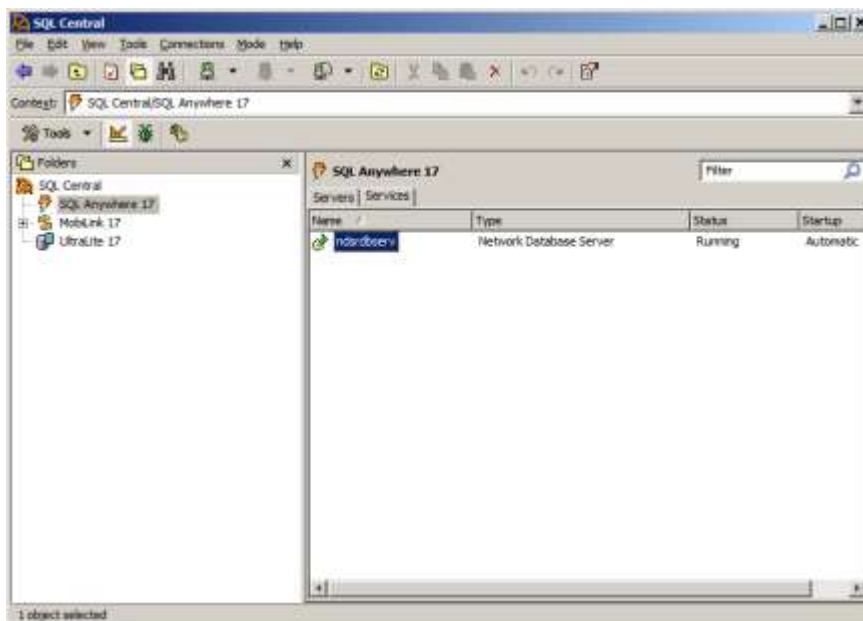 SQL Central
File Edit View Tools Connections Mode Help
Context: SQL Central/SQL Anywhere 17
Tools
Folders
SQL Central
SQL Anywhere 17
MobiLink 17
UltraLite 17
SQL Anywhere 17
Filter
Servers Services
Name Type Status Startup
ndsrdbserv Network Database Server Running Automatic
1 object selected